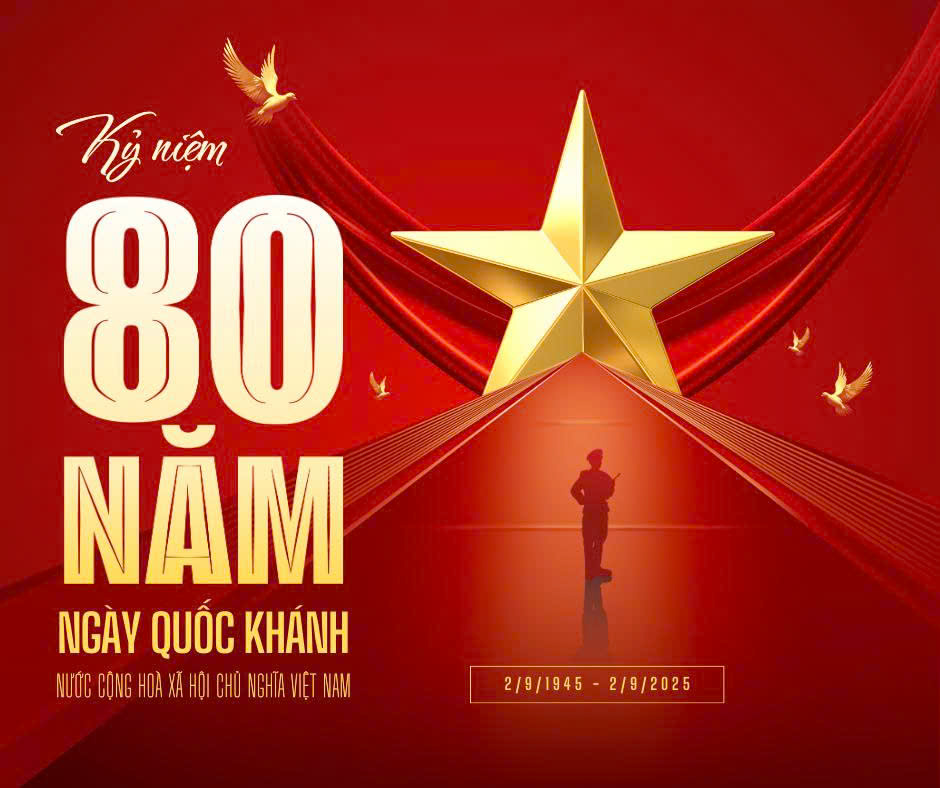 Kỷ niệm
80
NĂM
NGÀY QUỐC KHÁNH
NƯỚC CỘNG HOÀ XÃ HỘI CHỦ NGHĨA VIỆT NAM
2/9/1945 - 2/9/2025